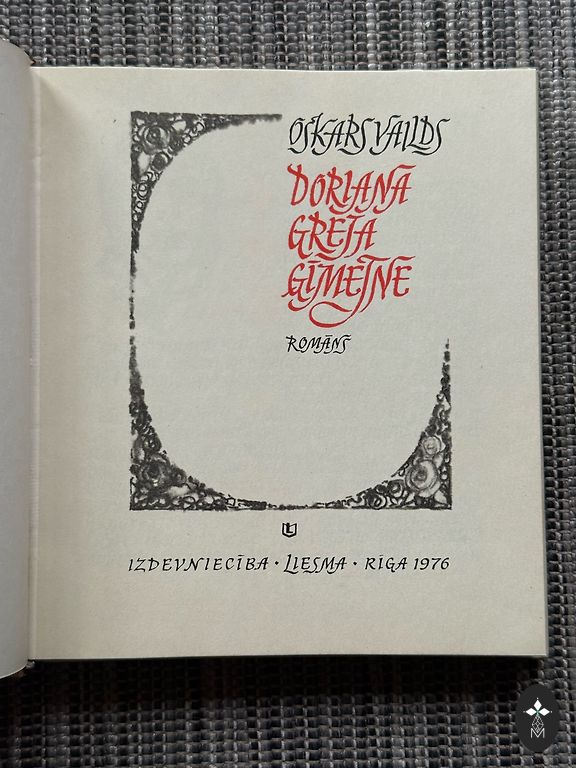 OSKARS VAILDS
DORIANA
GREJA
ĢĪMETNE
ROMĀNS
IZDEVNIECĪBA · LIESMA · RĪGA 1976